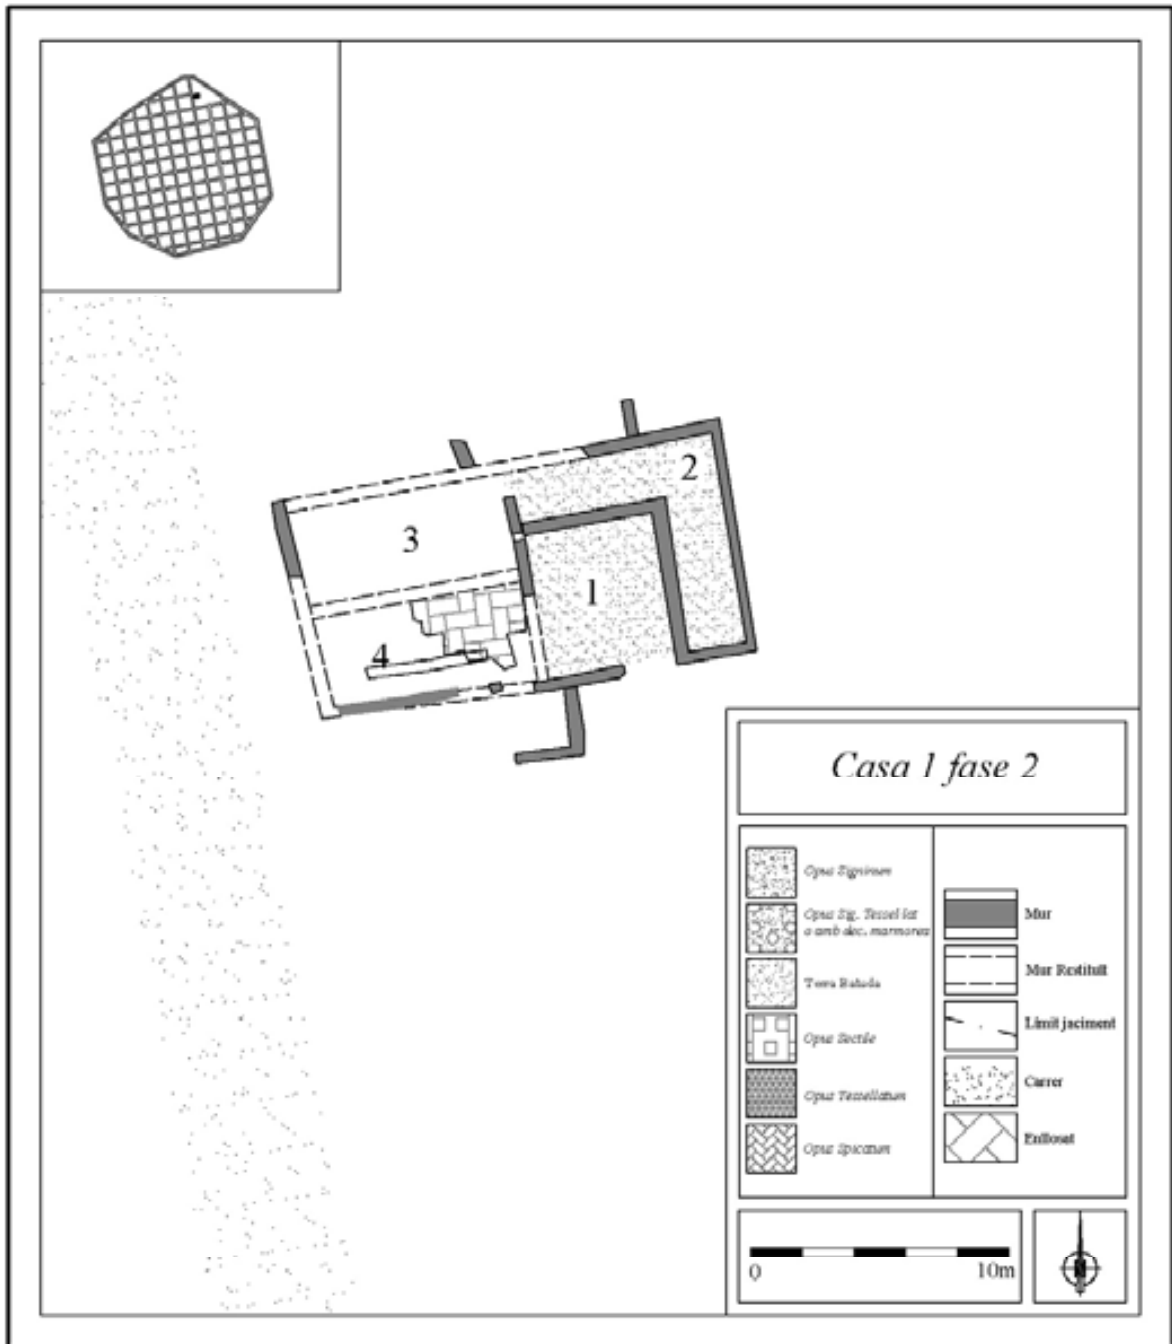 2
3
1
4
Casa 1 fase 2
Opus Signinum
Opus Sig. Tessel lat
o amb dec. marmorea
Terra Batuda
Opus Sectile
Opus Tessellatum
Opus Spicatum
Mur
Mur Restituït
Límit jaciment
Carrer
Enllosat
0
10m